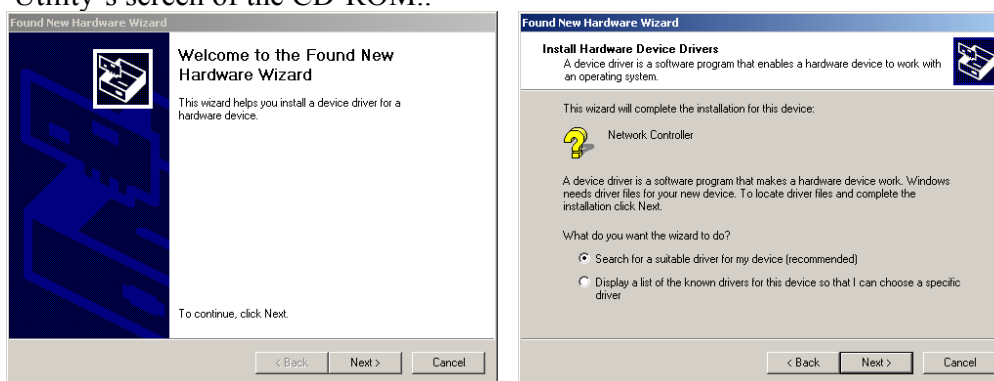 Utility's screen of the CD-ROM..
Found New Hardware Wizard
Welcome to the Found New
Hardware Wizard
This wizard helps you install a device driver for a
hardware device.
To continue, click Next.
< Back
Next >
Cancel
Found New Hardware Wizard
Install Hardware Device Drivers
A device driver is a software program that enables a hardware device to work with
an operating system.
This wizard will complete the installation for this device:
Network Controller
A device driver is a software program that makes a hardware device work. Windows
needs driver files for your new device. To locate driver files and complete the
installation click Next.
What do you want the wizard to do?
Search for a suitable driver for my device (recommended)
Display a list of the known drivers for this device so that I can choose a specific
driver
< Back
Next >
Cancel